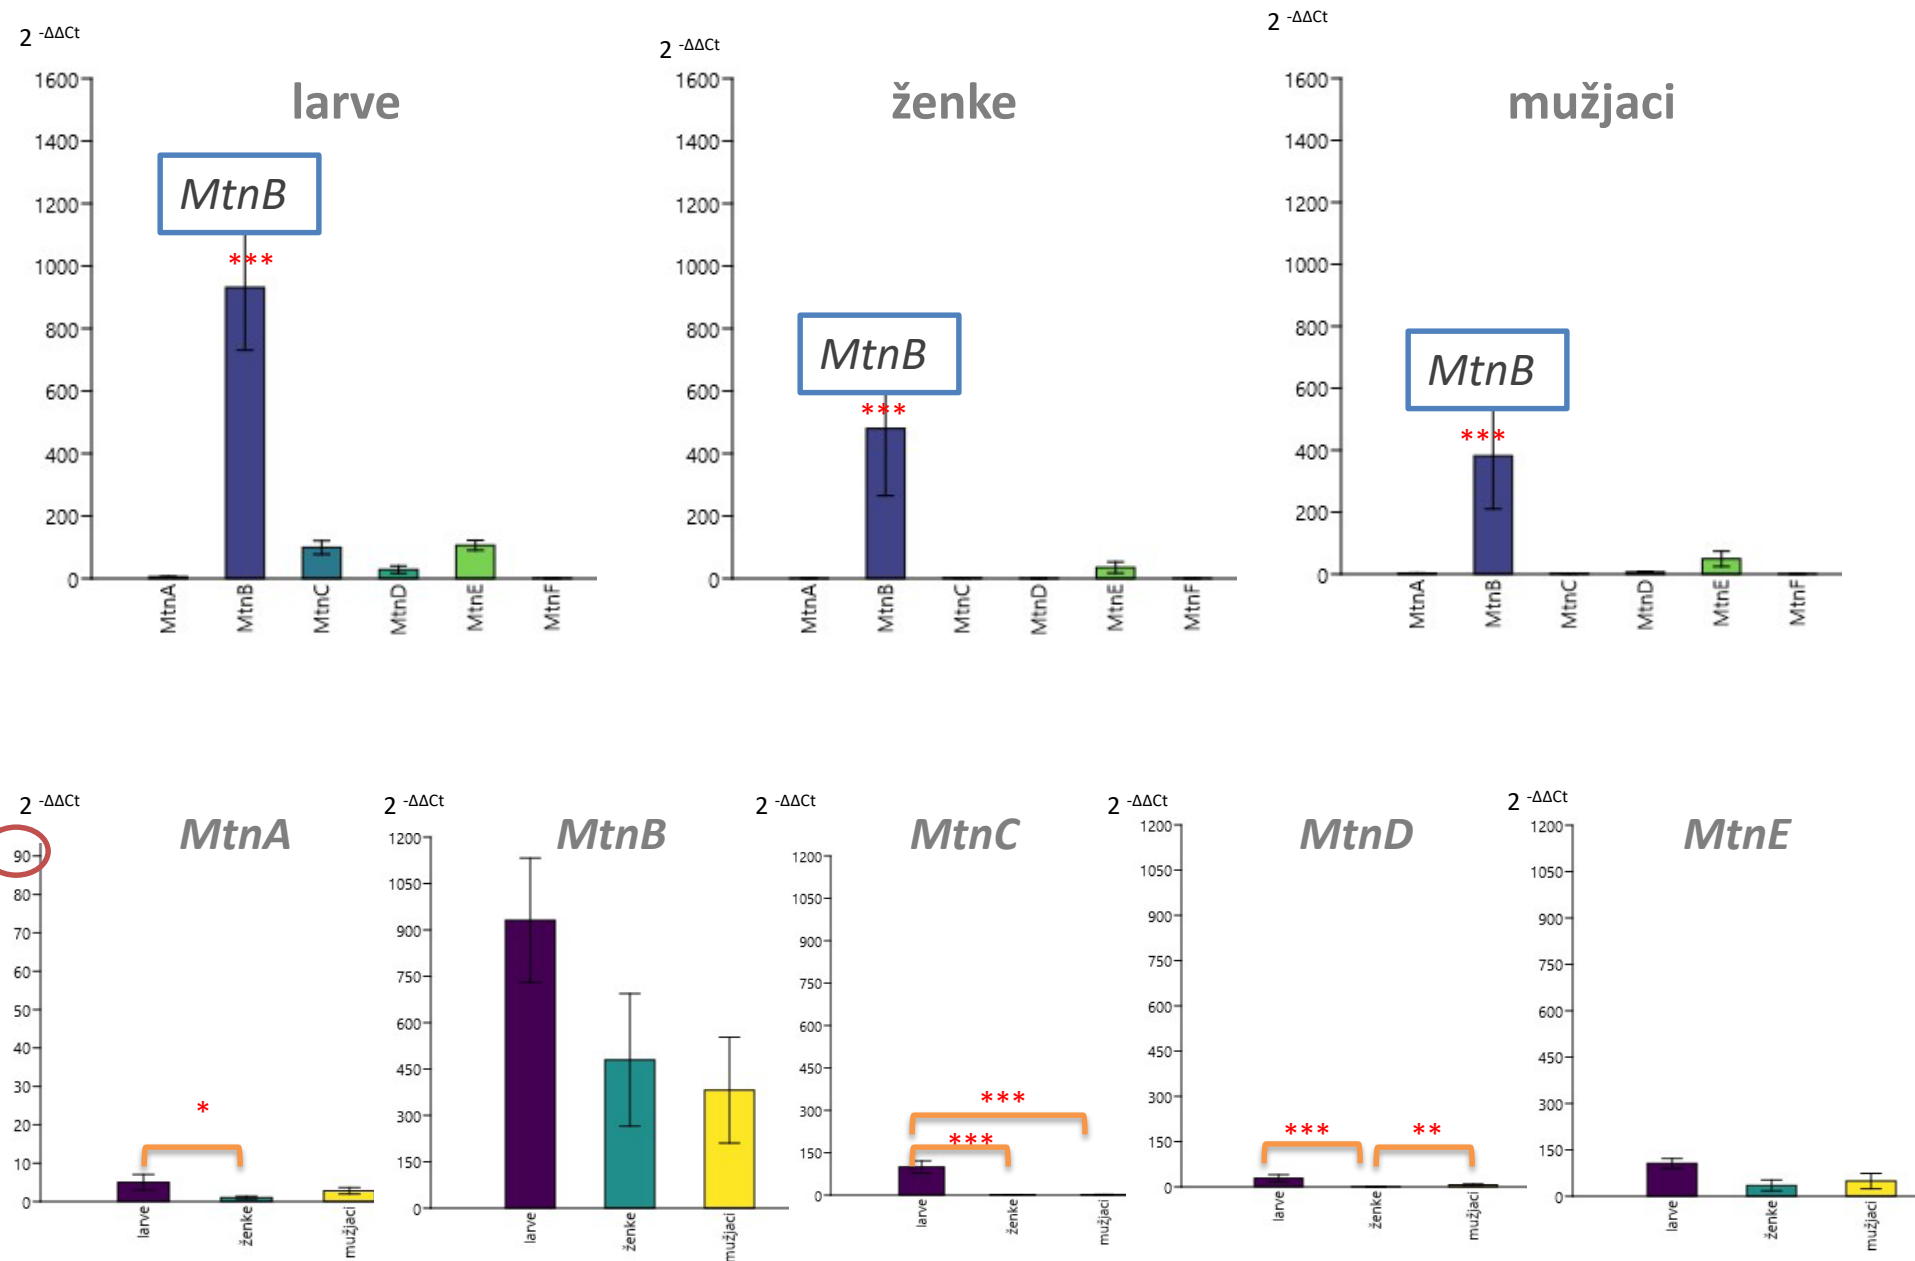 2 -ΔΔCt
larve
1600
1400
1200
1000
800
600
400
200
0
MtnB
***
MtnA
MtnB
MtnC
MtnD
MtnE
MtnF
2 -ΔΔCt
ženke
1600
1400
1200
1000
800
600
400
200
0
MtnB
***
MtnA
MtnB
MtnC
MtnD
MtnE
MtnF
2 -ΔΔCt
mužjaci
1600
1400
1200
1000
800
600
400
200
0
MtnB
***
MtnA
MtnB
MtnC
MtnD
MtnE
MtnF
2 -ΔΔCt
MtnA
90
80
70
60
50
40
30
20
10
0
*
larve
ženke
mužjaci
2 -ΔΔCt
MtnB
1200
1050
900
750
600
450
300
150
0
larve
ženke
mužjaci
2 -ΔΔCt
MtnC
1200
1050
900
750
600
450
300
150
0
***
***
larve
ženke
mužjaci
2 -ΔΔCt
MtnD
1200
1050
900
750
600
450
300
150
0
***
**
larve
ženke
mužjaci
2 -ΔΔCt
MtnE
1200
1050
900
750
600
450
300
150
0
larve
ženke
mužjaci